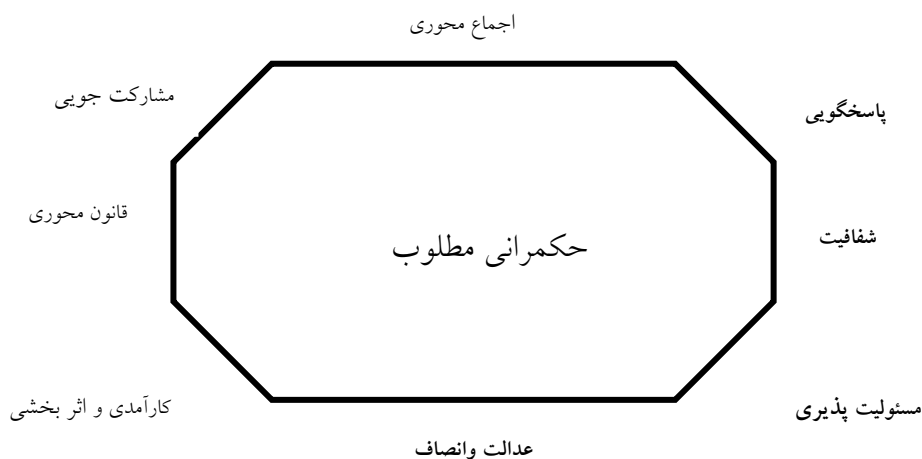 اجماع محوری
مشارکت جویی
پاسخگویی
قانون محوری
شفافیت
حکمرانی مطلوب
کارآمدی و اثر بخشی
مسئولیت پذیری
عدالت وانصاف